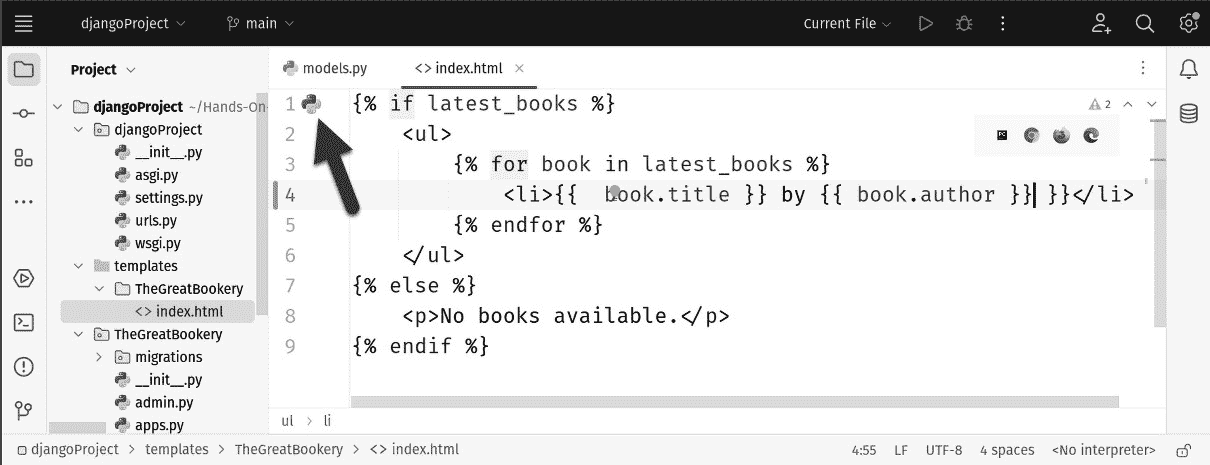 djangoProject main Current File
Project
djangoProject ~/Hands-On-
djangoProject
__init__.py
asgi.py
settings.py
urls.py
wsgi.py
templates
TheGreatBookery
<> index.html
TheGreatBookery
migrations
__init__.py
admin.py
apps.py
models.py <> index.html ×
1 {% if latest_books %}
2 <ul>
3 {% for book in latest_books %}
4 <li>{{  book.title }} by {{ book.author }} }}</li>
5 {% endfor %}
6 </ul>
7 {% else %}
8 <p>No books available.</p>
9 {% endif %}
2
PC
ul > li
djangoProject > templates > TheGreatBookery > <> index.html 4:55 LF UTF-8 4 spaces <No interpreter>